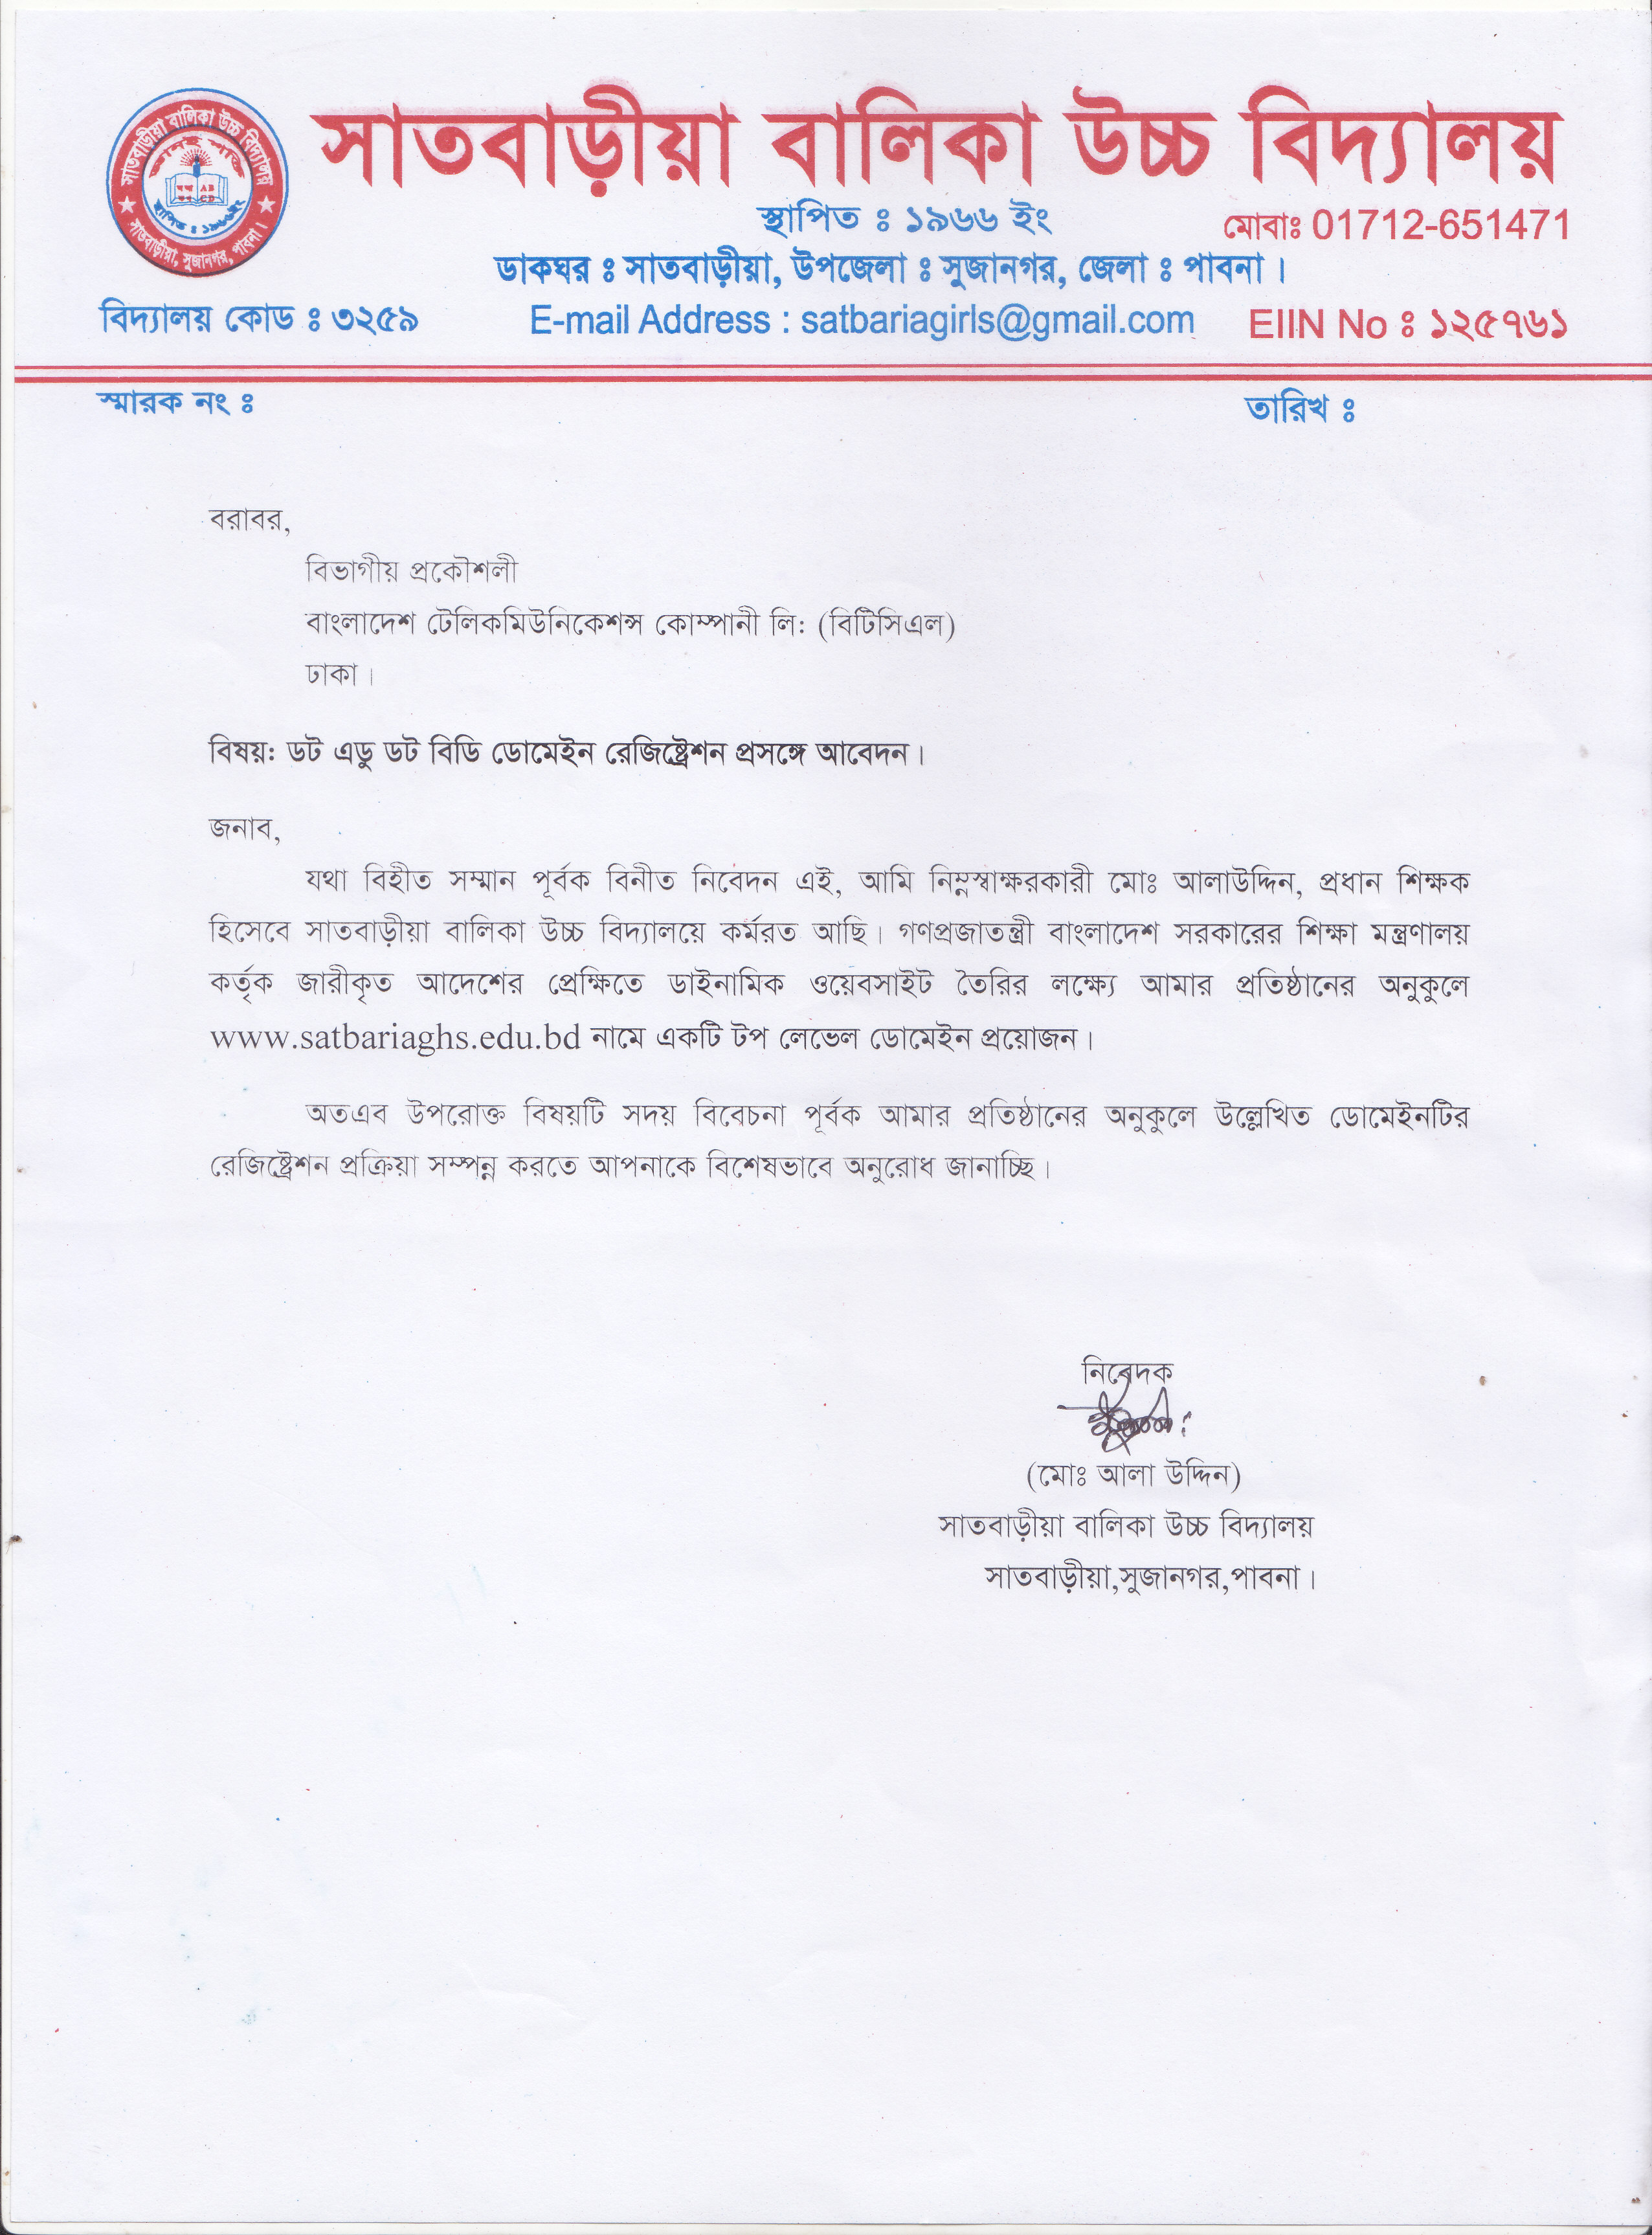 সাতবাড়ীয়া বালিকা উচ্চ বিদ্যালয়
সাতবাড়ীয়া বালিকা উচ্চ বিদ্যালয়
স্থাপিত ঃ ১৯৬৬ইং
সাতবাড়ীয়া, সুজানগর, পাবনা।
স্থাপিত ঃ ১৯৬৬ ইং
মোবাঃ 01712-651471
ডাকঘর ঃ সাতবাড়ীয়া, উপজেলা ঃ সুজানগর, জেলা ঃ পাবনা।
বিদ্যালয় কোড ঃ ৩২৫৯
E-mail Address : satbariagirls@gmail.com
EIIN No ঃ ১২৫৭৬১
স্মারক নং ঃ
তারিখ ঃ
বরাবর,
বিভাগীয় প্রকৌশলী
বাংলাদেশ টেলিকমিউনিকেশন্স কোম্পানী লি: (বিটিসিএল)
ঢাকা।
বিষয়: ডট এডু ডট বিডি ডোমেইন রেজিষ্ট্রেশন প্রসঙ্গে আবেদন।
জনাব,
যথা বিহীত সম্মান পূর্বক বিনীত নিবেদন এই, আমি নিম্নস্বাক্ষরকারী মোঃ আলাউদ্দিন, প্রধান শিক্ষক
হিসেবে সাতবাড়ীয়া বালিকা উচ্চ বিদ্যালয়ে কর্মরত আছি। গণপ্রজাতন্ত্রী বাংলাদেশ সরকারের শিক্ষা মন্ত্রণালয়
কর্তৃক জারীকৃত আদেশের প্রেক্ষিতে ডাইনামিক ওয়েবসাইট তৈরির লক্ষ্যে আমার প্রতিষ্ঠানের অনুকুলে
www.satbariaghs.edu.bd নামে একটি টপ লেভেল ডোমেইন প্রয়োজন।
অতএব উপরোক্ত বিষয়টি সদয় বিবেচনা পূর্বক আমার প্রতিষ্ঠানের অনুকুলে উল্লেখিত ডোমেইনটির
রেজিষ্ট্রেশন প্রক্রিয়া সম্পন্ন করতে আপনাকে বিশেষভাবে অনুরোধ জানাচ্ছি।
নিবেদক
(মোঃ আলা উদ্দিন)
সাতবাড়ীয়া বালিকা উচ্চ বিদ্যালয়
সাতবাড়ীয়া,সুজানগর,পাবনা।